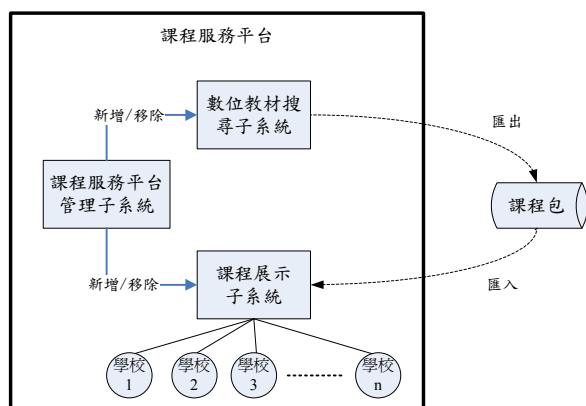 課程服務平台
新增/移除
數位教材搜
尋子系統
匯出
課程服務平台
管理子系統
課程包
新增/移除
課程展示
子系統
匯入
學校
1
學校
2
學校
3
學校
n